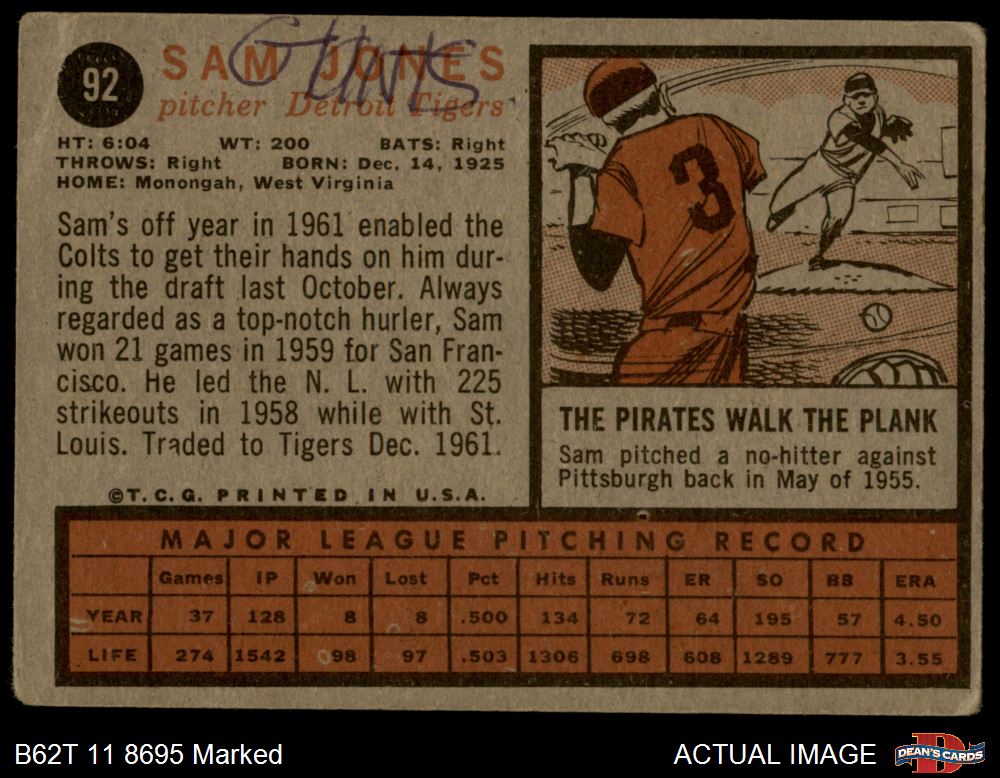 92
SAM JONES
GIANTS
pitcher Detroit Tigers
HT: 6:04 WT: 200 BATS: Right
THROWS: Right BORN: Dec. 14, 1925
HOME: Monongah, West Virginia
Sam's off year in 1961 enabled the
Colts to get their hands on him dur-
ing the draft last October. Always
regarded as a top-notch hurler, Sam
won 21 games in 1959 for San Fran-
cisco. He led the N. L. with 225
strikeouts in 1958 while with St.
Louis. Traded to Tigers Dec. 1961.
©T. C. G. PRINTED IN U.S.A.
3
THE PIRATES WALK THE PLANK
Sam pitched a no-hitter against
Pittsburgh back in May of 1955.
MAJOR LEAGUE PITCHING RECORD
Games IP Won Lost Pct Hits Runs ER SO BB ERA
YEAR 37 128 8 8 .500 134 72 64 195 57 4.50
LIFE 274 1542 98 97 .503 1306 698 608 1289 777 3.55
B62T 11 8695 Marked
ACTUAL IMAGE
DEAN'S CARDS